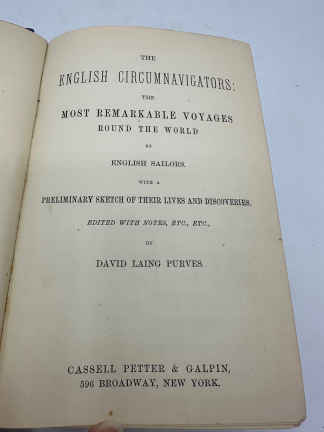 THE
ENGLISH CIRCUMNAVIGATORS:
THE
MOST REMARKABLE VOYAGES
ROUND THE WORLD
BY
ENGLISH SAILORS.
WITH A
PRELIMINARY SKETCH OF THEIR LIVES AND DISCOVERIES.
EDITED WITH NOTES, ETC., ETC.,
BY
DAVID LAING PURVES.
CASSELL PETTER & GALPIN,
596 BROADWAY, NEW YORK.